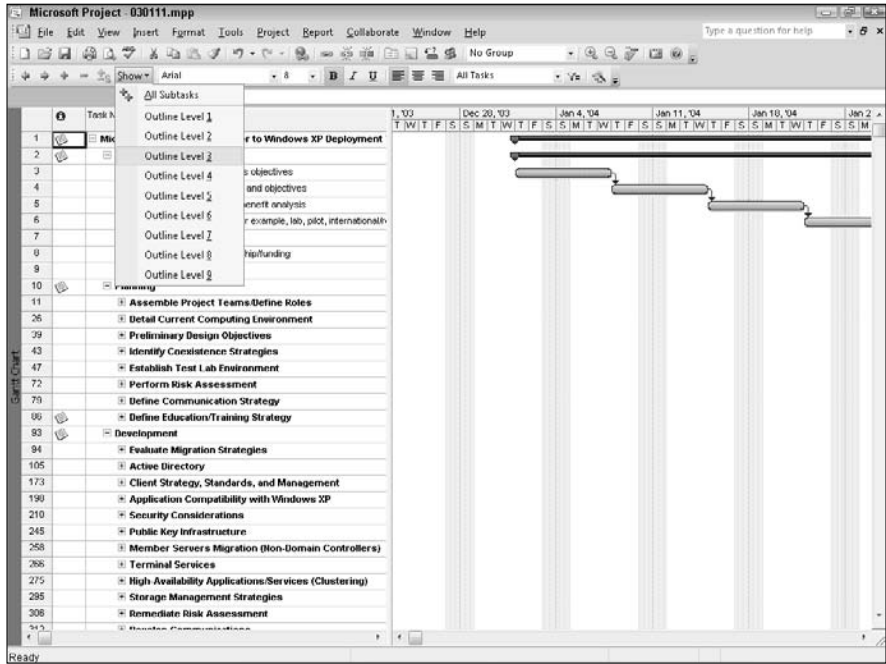 Microsoft Project - 030111.mpp
File Edit View Insert Format Tools Project Report Collaborate Window Help
Type a question for help
No Group
Show Arial 8 B I U All Tasks
All Subtasks
Outline Level 1
Outline Level 2
Outline Level 3
Outline Level 4
Outline Level 5
Outline Level 6
Outline Level 7
Outline Level 8
Outline Level 9
Task N
1, '03 Dec 28, '03 Jan 4, '04 Jan 11, '04 Jan 18, '04 Jan 2
T W T F S S M T W T F S S M T W T F S S M T W T F S S M T W T F S S M
1 Mic r to Windows XP Deployment
2
3 s objectives
4 and objectives
5 enefit analysis
6 r example, lab, pilot, international/
7
8 hip/funding
9
10 Planning
11 Assemble Project Teams/Define Roles
26 Detail Current Computing Environment
39 Preliminary Design Objectives
43 Identify Coexistence Strategies
47 Establish Test Lab Environment
72 Perform Risk Assessment
79 Define Communication Strategy
86 Define Education/Training Strategy
93 Development
94 Evaluate Migration Strategies
105 Active Directory
173 Client Strategy, Standards, and Management
198 Application Compatibility with Windows XP
210 Security Considerations
245 Public Key Infrastructure
258 Member Servers Migration (Non-Domain Controllers)
266 Terminal Services
275 High-Availability Applications/Services (Clustering)
295 Storage Management Strategies
306 Remediate Risk Assessment
Gantt Chart
Ready